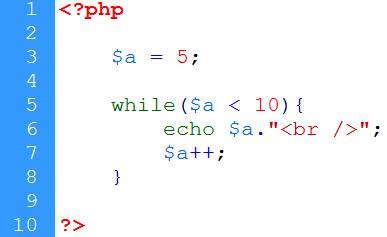 1 <?php
2
3 $a = 5;
4
5 while($a < 10){
6 echo $a."<br />";
7 $a++;
8 }
9
10 ?>